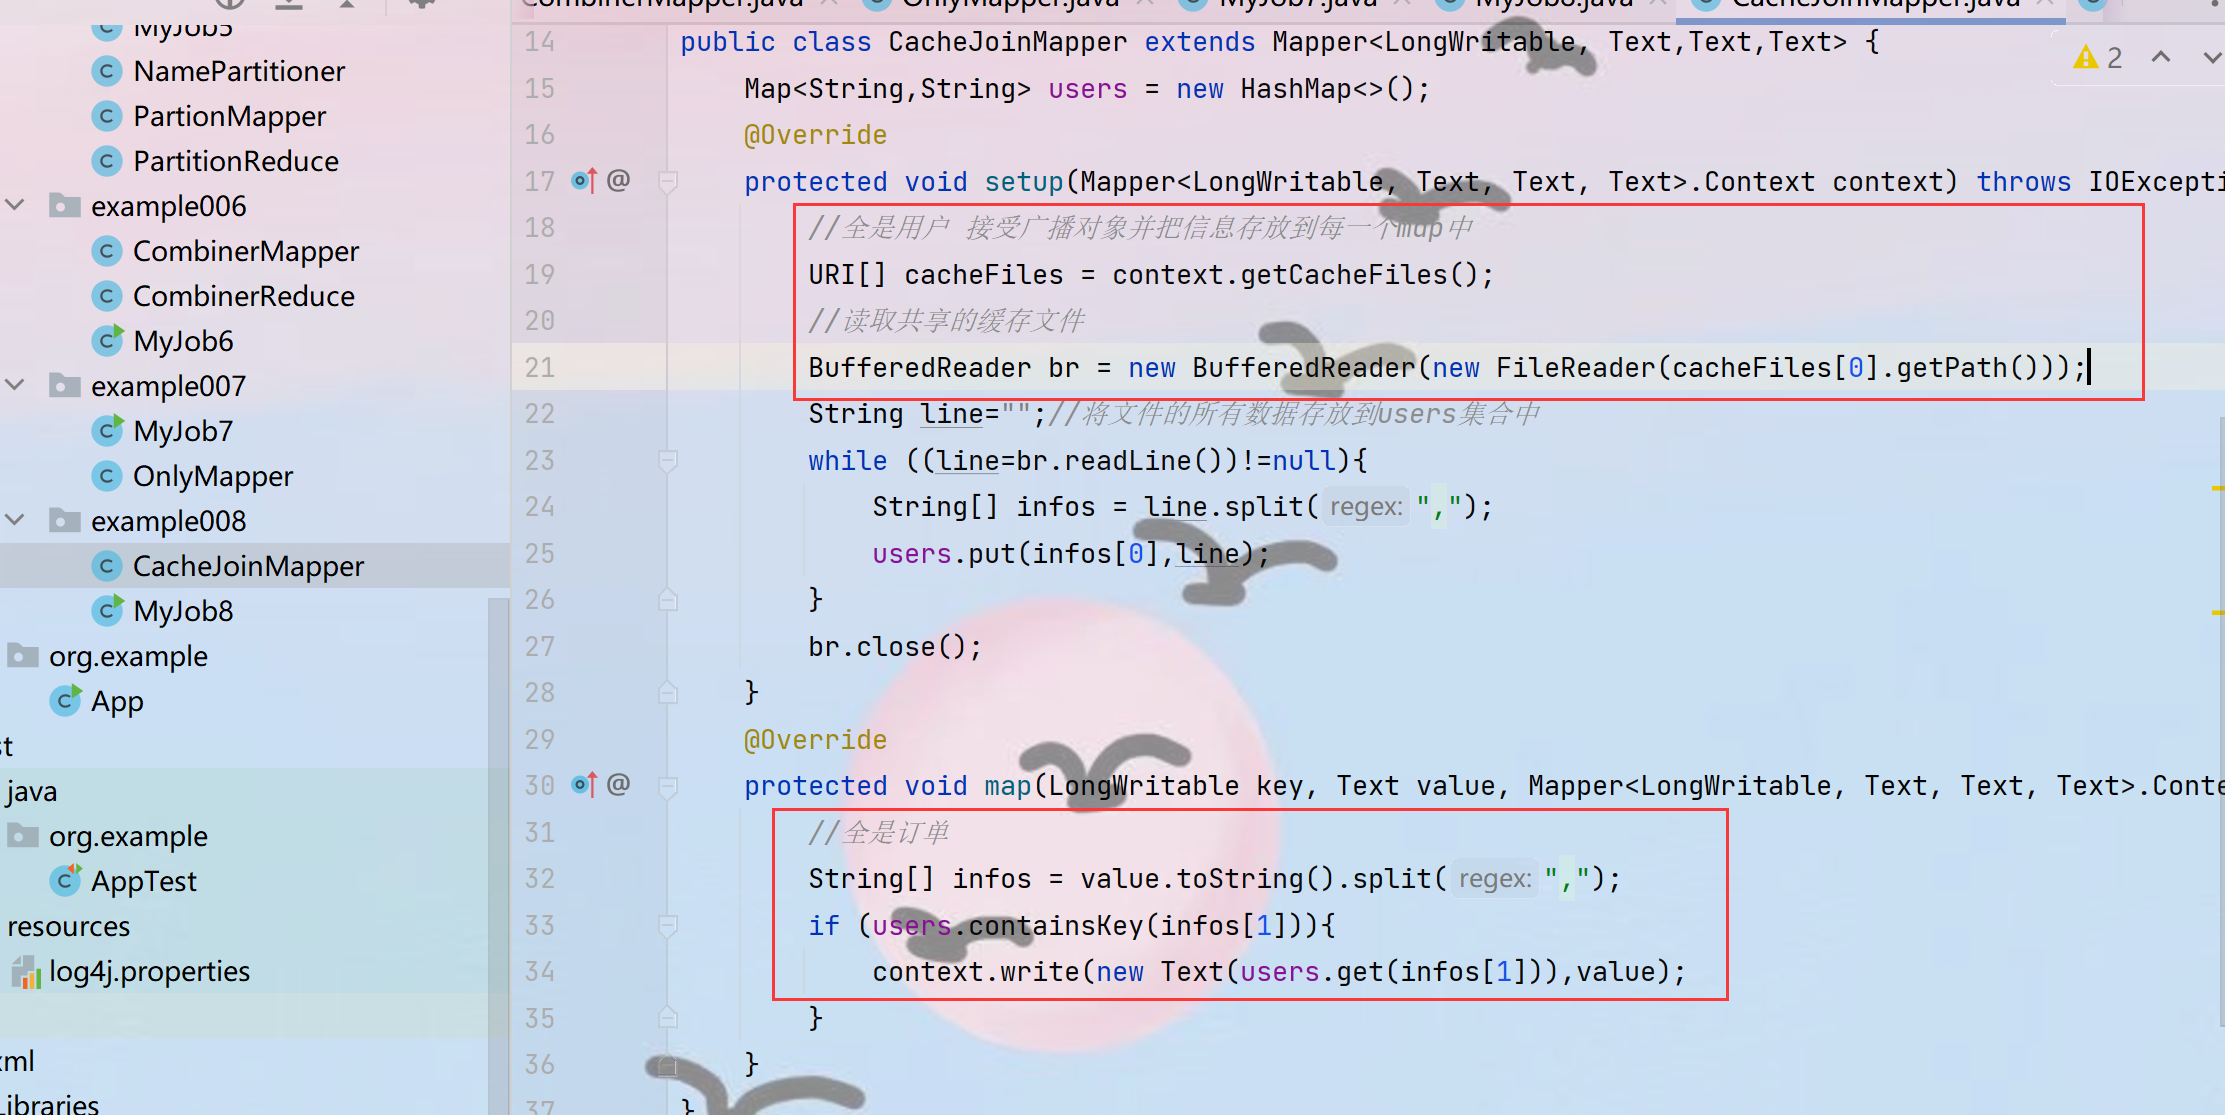 CombinerMapper.java OnlyMapper.java MyJob7.java MyJob8.java CacheJoinMapper.java
MyJob5
NamePartitioner
PartionMapper
PartitionReduce
example006
CombinerMapper
CombinerReduce
MyJob6
example007
MyJob7
OnlyMapper
example008
CacheJoinMapper
MyJob8
org.example
App
st
java
org.example
AppTest
resources
log4j.properties
xml
Libraries
2
14 public class CacheJoinMapper extends Mapper<LongWritable, Text,Text,Text> {
15 Map<String,String> users = new HashMap<>();
16 @Override
17 @ protected void setup(Mapper<LongWritable, Text, Text, Text>.Context context) throws IOExcepti
18 //全是用户 接受广播对象并把信息存放到每一个map中
19 URI[] cacheFiles = context.getCacheFiles();
20 //读取共享的缓存文件
21 BufferedReader br = new BufferedReader(new FileReader(cacheFiles[0].getPath()));
22 String line="";//将文件的所有数据存放到users集合中
23 while ((line=br.readLine())!=null){
24 String[] infos = line.split( regex: ",");
25 users.put(infos[0],line);
26 }
27 br.close();
28 }
29 @Override
30 @ protected void map(LongWritable key, Text value, Mapper<LongWritable, Text, Text, Text>.Conte
31 //全是订单
32 String[] infos = value.toString().split( regex: ",");
33 if (users.containsKey(infos[1])){
34 context.write(new Text(users.get(infos[1])),value);
35 }
36 }
37 }